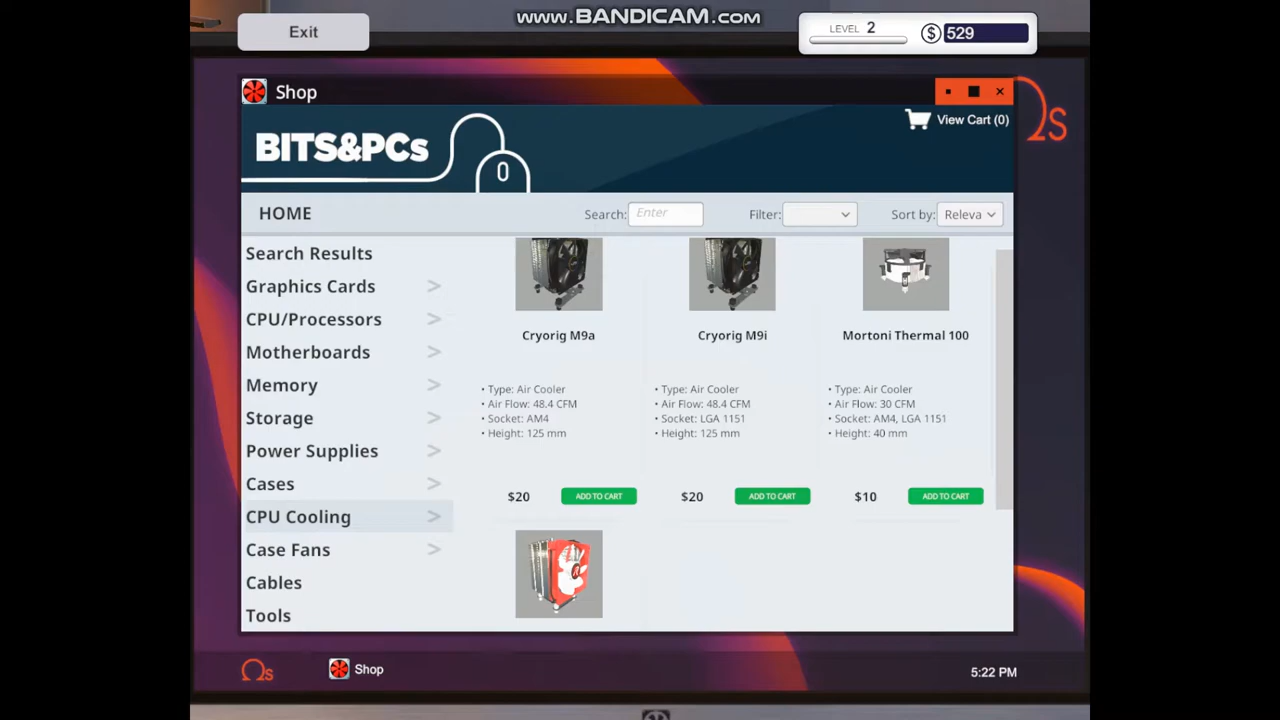 www.BANDICAM.com
Exit
LEVEL 2
$ 529
Shop
View Cart (0)
BITS&PCs
HOME
Search: Enter
Filter:
Sort by: Releva
Search Results
Graphics Cards >
CPU/Processors >
Motherboards >
Memory >
Storage >
Power Supplies >
Cases >
CPU Cooling >
Case Fans >
Cables
Tools
Cryorig M9a
• Type: Air Cooler
• Air Flow: 48.4 CFM
• Socket: AM4
• Height: 125 mm
$20
ADD TO CART
Cryorig M9i
• Type: Air Cooler
• Air Flow: 48.4 CFM
• Socket: LGA 1151
• Height: 125 mm
$20
ADD TO CART
Mortoni Thermal 100
• Type: Air Cooler
• Air Flow: 30 CFM
• Socket: AM4, LGA 1151
• Height: 40 mm
$10
ADD TO CART
Ωs
Ωs
Shop
5:22 PM